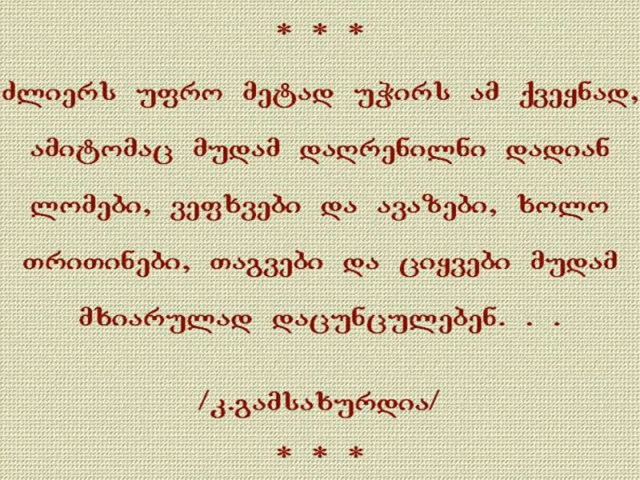 * * *
ძლიერს უფრო მეტად უჭირს ამ ქვეყნად,
ამიტომაც მუდამ დაღრენილნი დადიან
ლომები, ვეფხვები და ავაზები, ხოლო
თრითინები, თაგვები და ციყვები მუდამ
მხიარულად დაცუნცულებენ. . .
/კ.გამსახურდია/
* * *